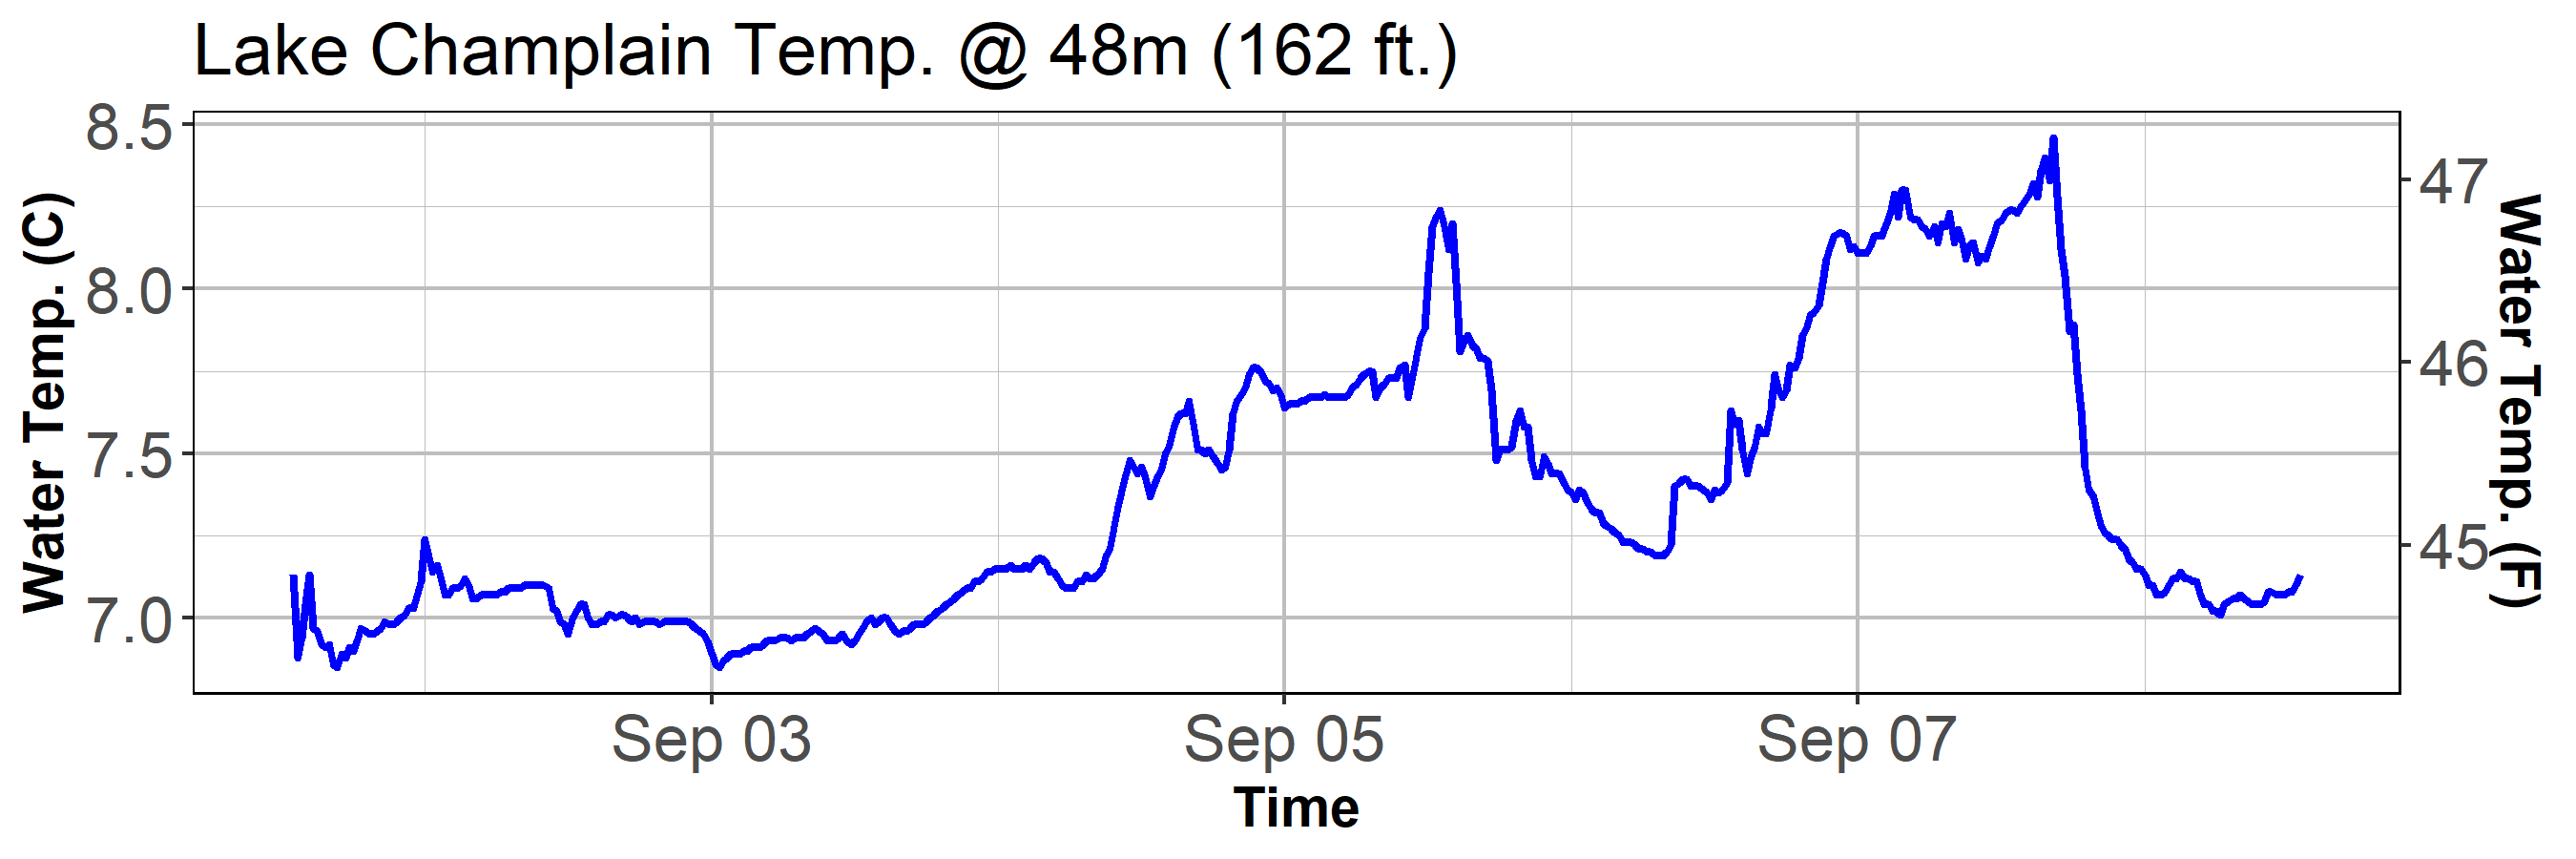 Lake Champlain Temp. @ 48m (162 ft.)
Water Temp. (C)
8.5
8.0
7.5
7.0
47
46
45
Water Temp. (F)
Sep 03
Sep 05
Sep 07
Time